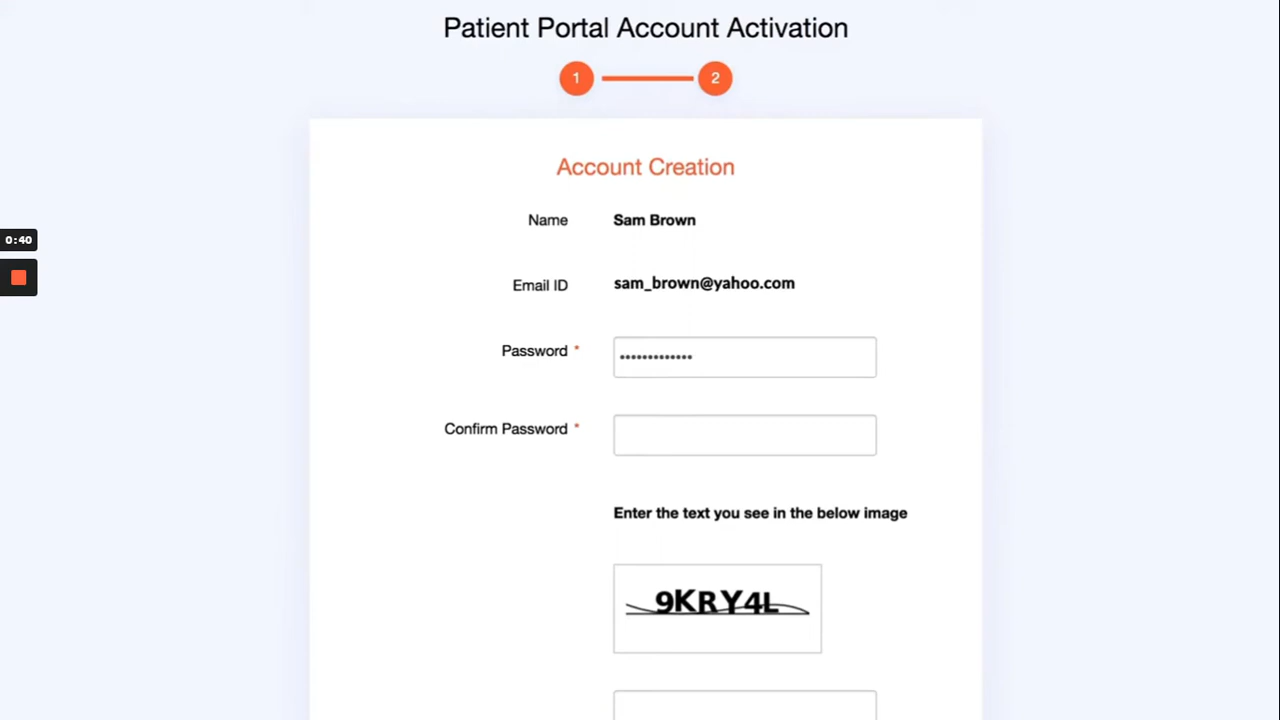 Patient Portal Account Activation
1 2
Account Creation
Name Sam Brown
0:40
Email ID sam_brown@yahoo.com
Password * •••••••••••••
Confirm Password *
Enter the text you see in the below image
9KRY4L